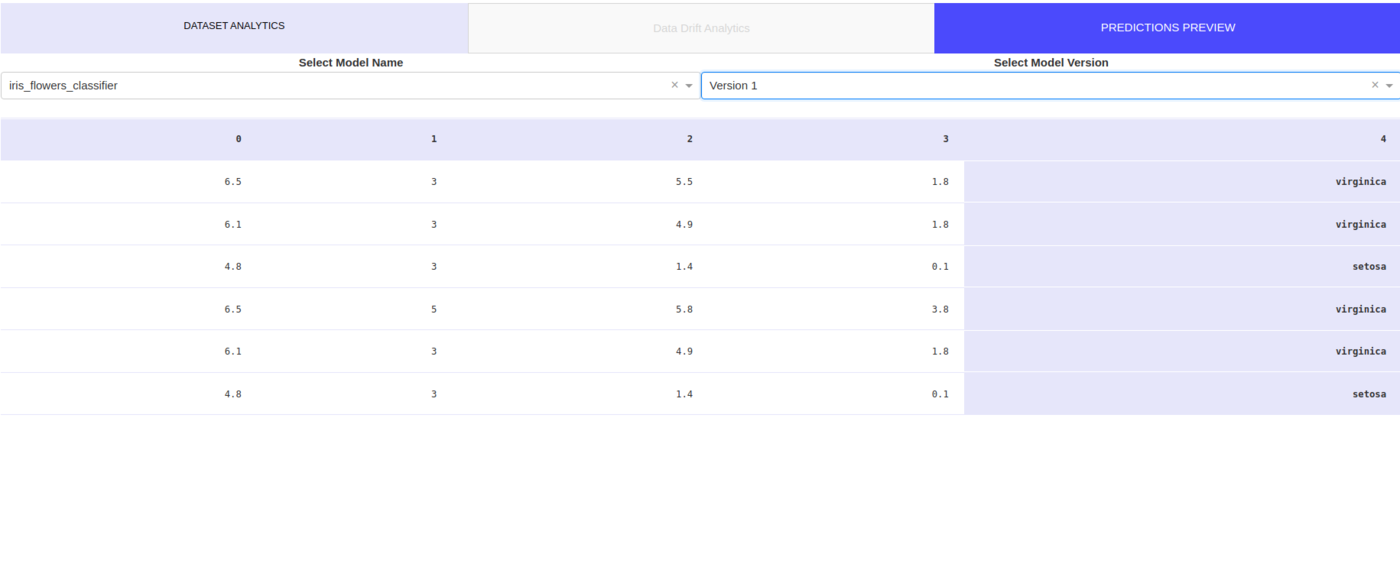 DATASET ANALYTICS Data Drift Analytics PREDICTIONS PREVIEW
Select Model Name Select Model Version
iris_flowers_classifier × Version 1 ×
0 1 2 3 4
6.5 3 5.5 1.8 virginica
6.1 3 4.9 1.8 virginica
4.8 3 1.4 0.1 setosa
6.5 5 5.8 3.8 virginica
6.1 3 4.9 1.8 virginica
4.8 3 1.4 0.1 setosa